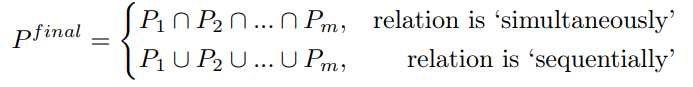 P^{final} = { P_1 ∩ P_2 ∩ ... ∩ P_m, relation is ‘simultaneously’
P_1 ∪ P_2 ∪ ... ∪ P_m, relation is ‘sequentially’